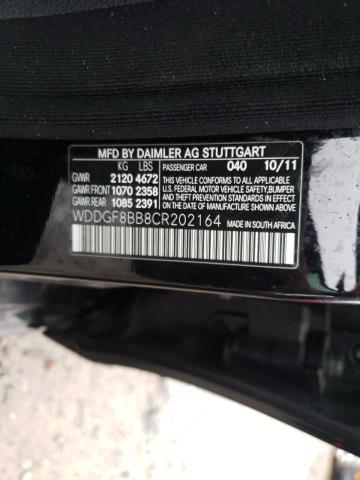 MFD BY DAIMLER AG STUTTGART
KG LBS PASSENGER CAR 040 10/11
GVWR 2120 4672 THIS VEHICLE CONFORMS TO ALL APPLICABLE
GAWR FRONT 1070 2358 U.S. FEDERAL MOTOR VEHICLE SAFETY, BUMPER
GAWR REAR 1085 2391 AND THEFT PREVENTION STANDARDS IN
WDDGF8BB8CR202164 EFFECT ON THE DATE OF MANUFACTURE
SHOWN ABOVE.
MADE IN SOUTH AFRICA